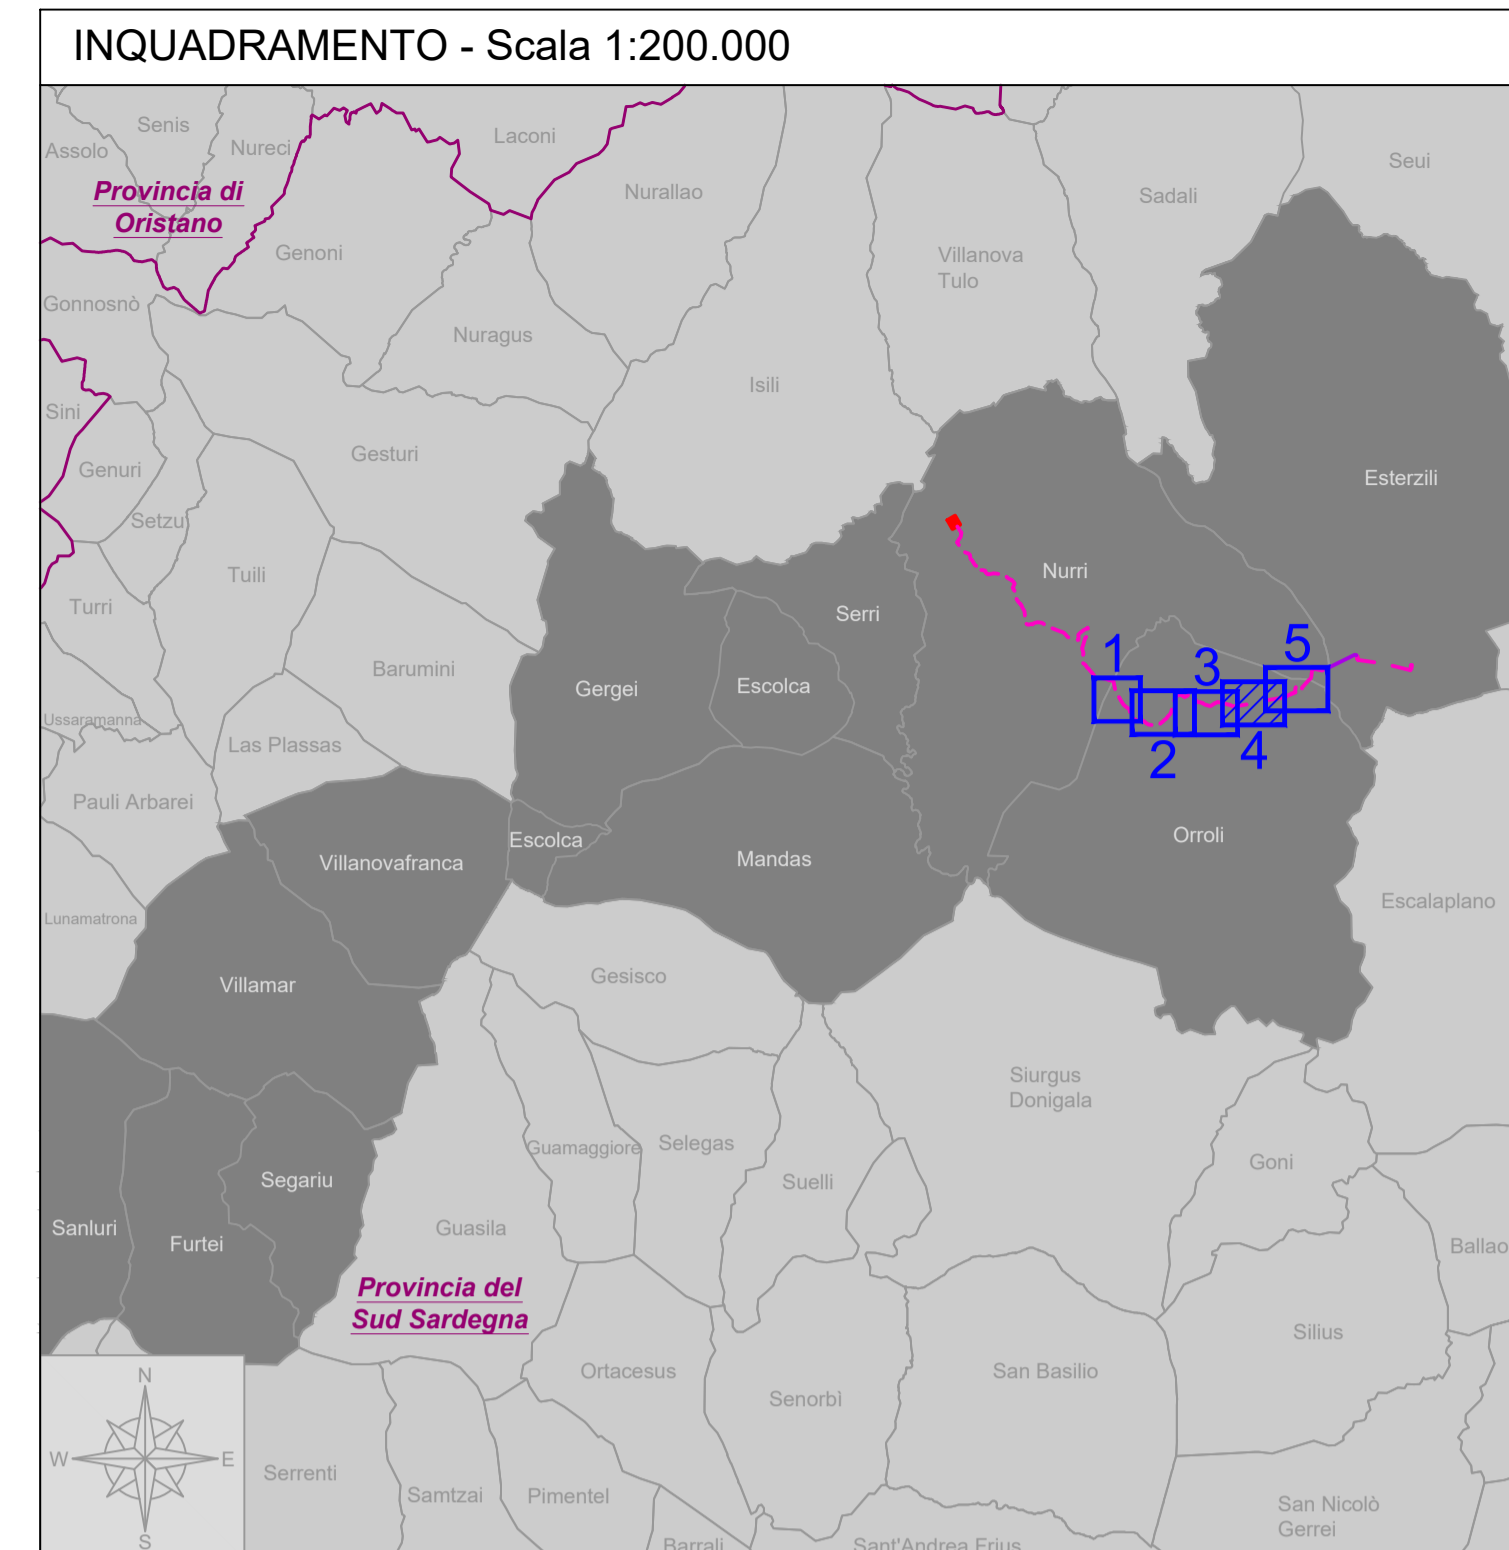 INQUADRAMENTO - Scala 1:200.000
Senis
Laconi
Assolo
Nureci
Seui
Provincia di
Oristano
Nurallao
Sadali
Genoni
Villanova
Tulo
Gonnosnò
Nuragus
Isili
Sini
Gesturi
Genuri
Esterzili
Setzu
Nurri
Tuili
Turri
Serri
1
3
5
Barumini
Gergei
Escolca
Ussaramanna
Las Plassas
2
4
Pauli Arbarei
Escolca
Orroli
Villanovafranca
Mandas
Escalaplano
Lunamatrona
Gesisco
Villamar
Siurgus
Donigala
Guamaggiore
Selegas
Goni
Segariu
Suelli
Sanluri
Furtei
Guasila
Ballao
Provincia del
Sud Sardegna
Silius
Ortacesus
San Basilio
Senorbì
N
W
E
S
Serrenti
Samtzai
Pimentel
San Nicolò
Gerrei
Barrali
Sant'Andrea Frius